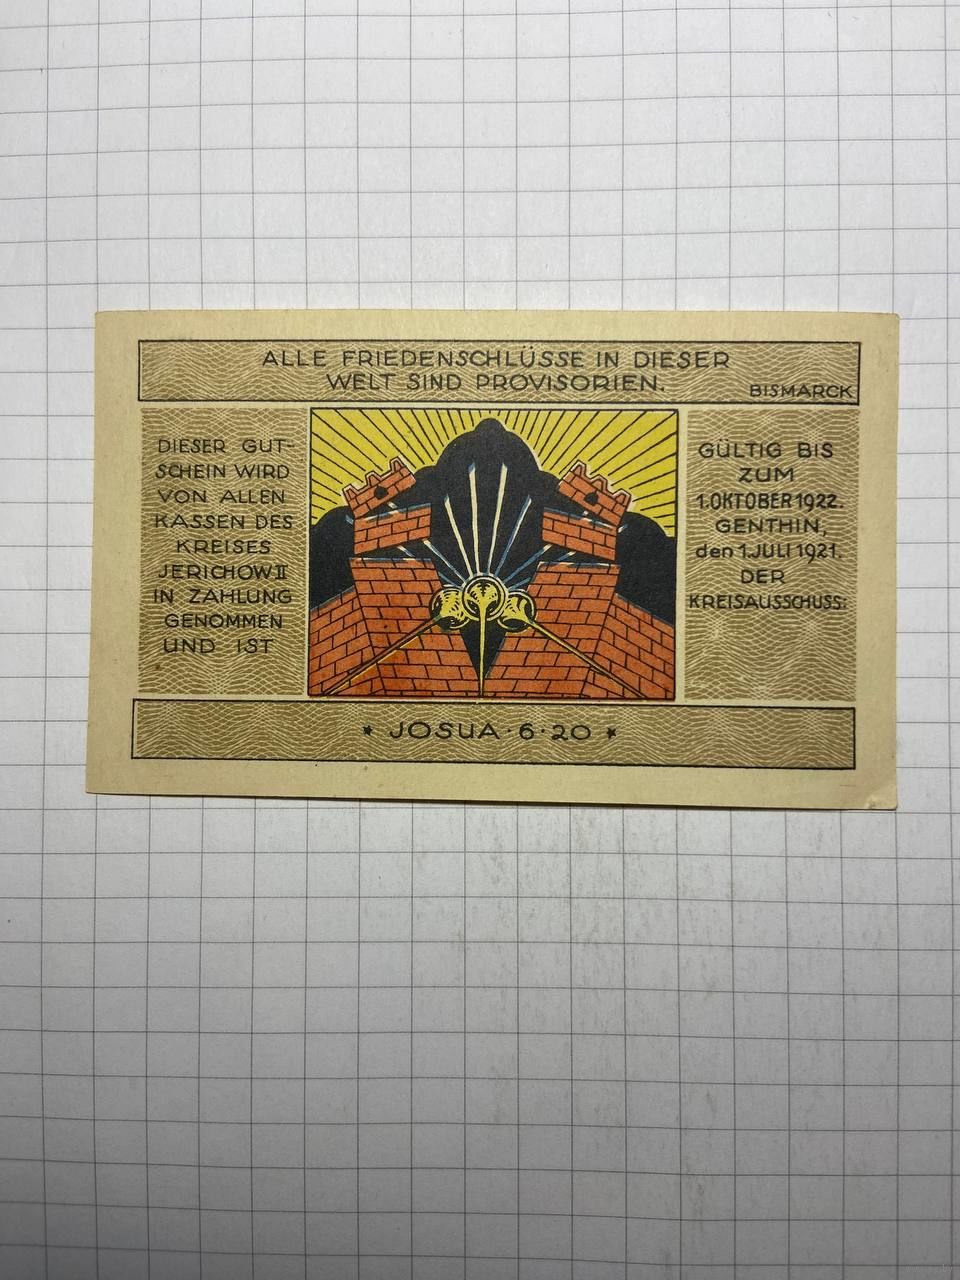 ALLE FRIEDENSCHLÜSSE IN DIESER
WELT SIND PROVISORIEN.
BISMARCK
DIESER GUT-
SCHEIN WIRD
VON ALLEN
KASSEN DES
KREISES
JERICHOW II
IN ZAHLUNG
GENOMMEN
UND IST
GÜLTIG BIS
ZUM
1.OKTOBER 1922.
GENTHIN,
den 1.JULI 1921.
DER
KREISAUSSCHUSS:
* JOSUA·6·20 *